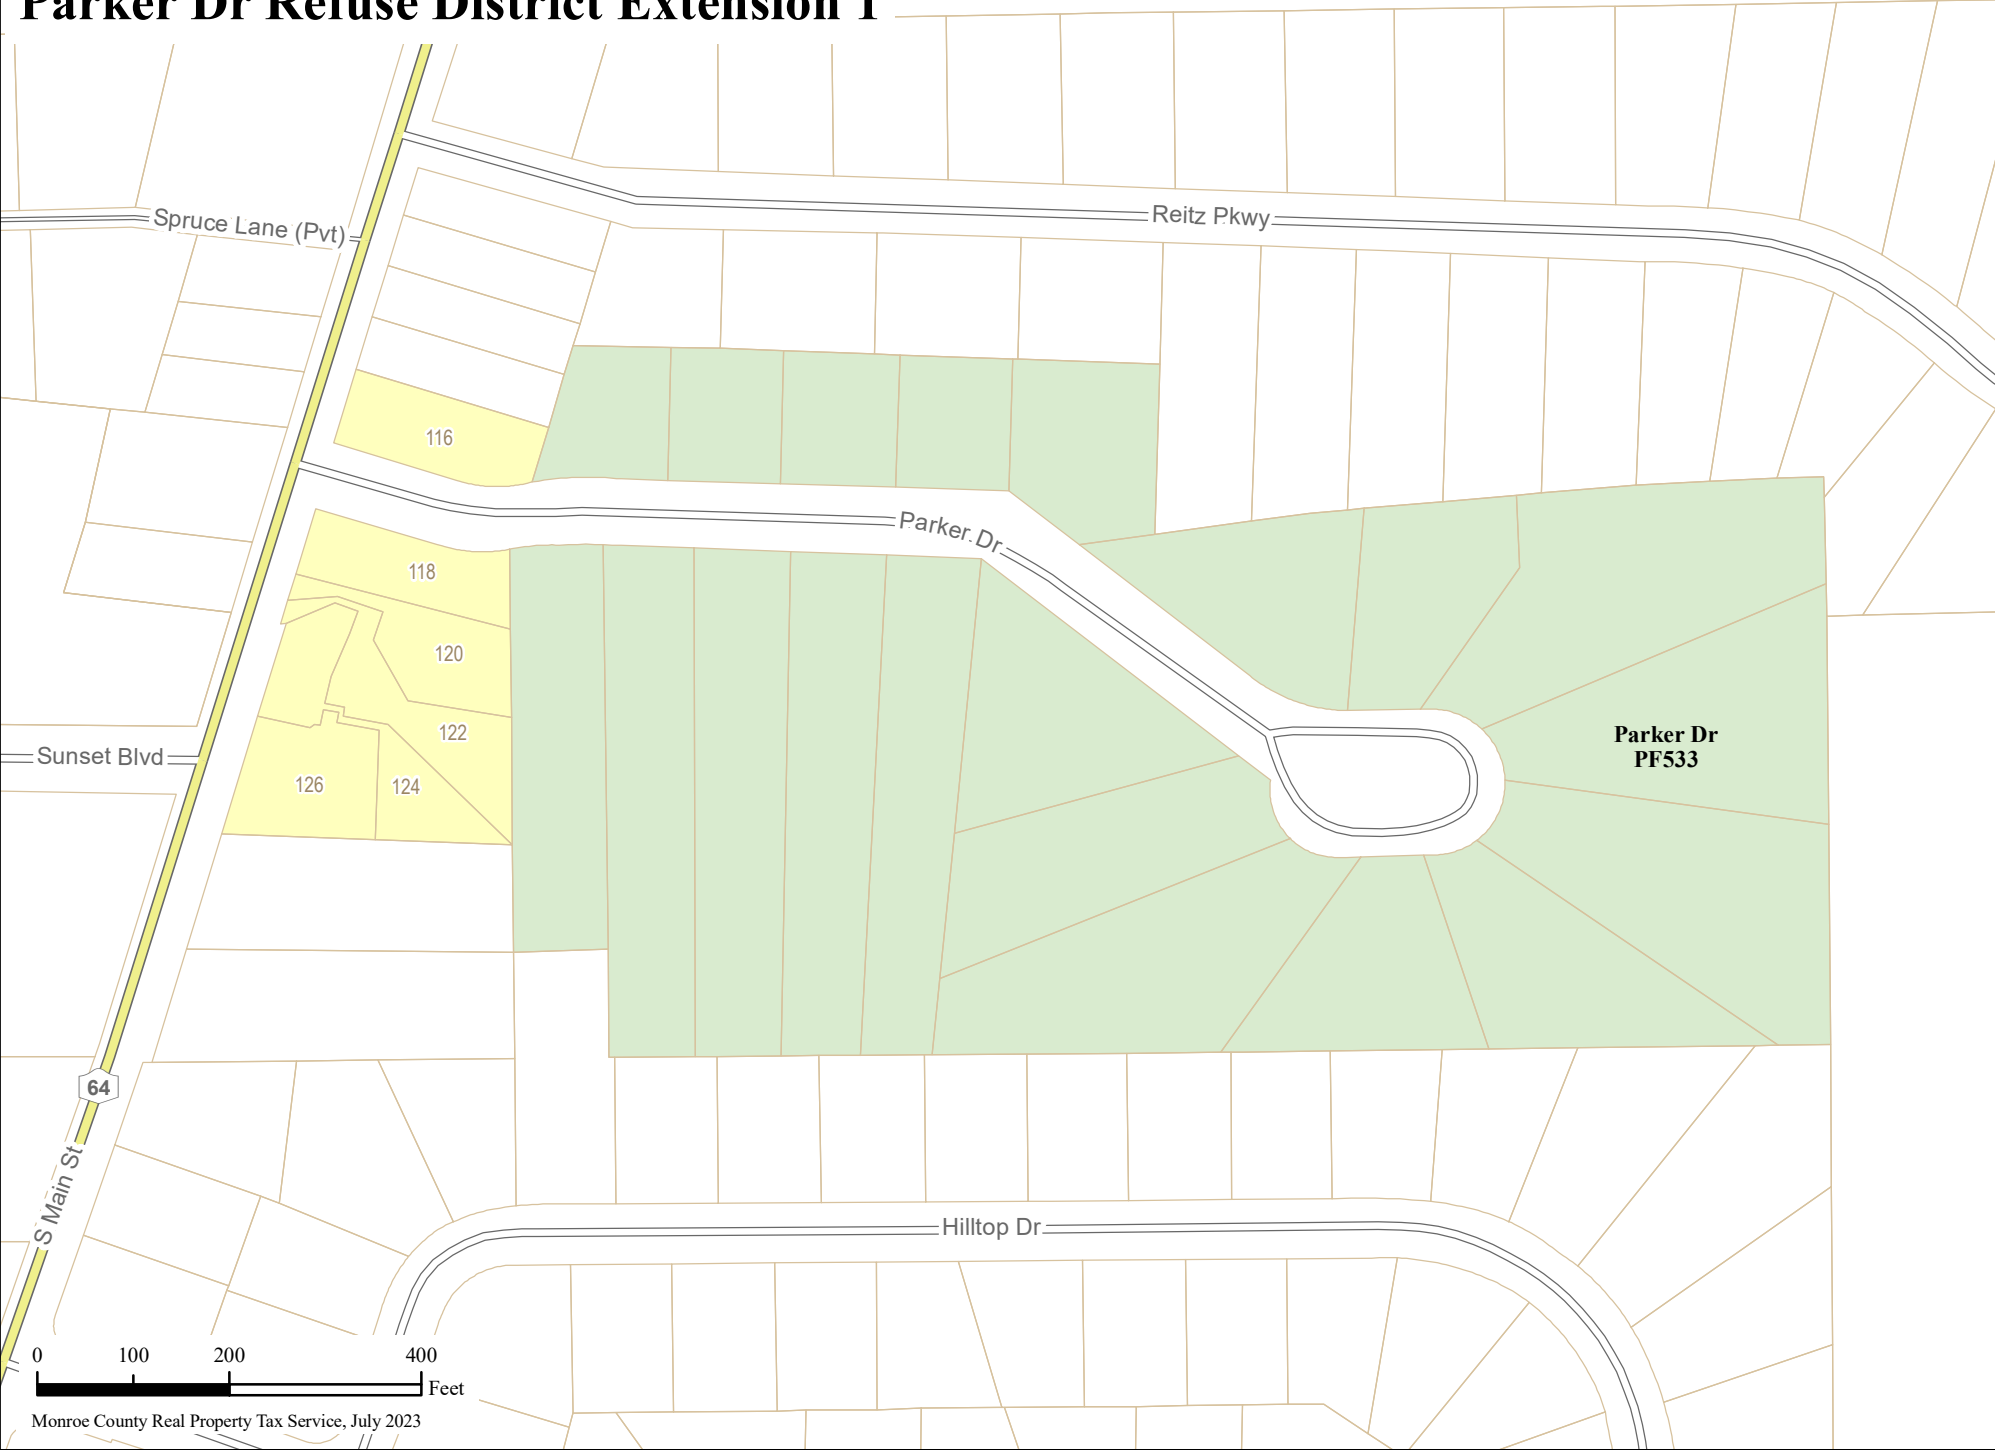 Parker Dr Refuse District Extension 1
Reitz Pkwy
Spruce Lane (Pvt)
116
Parker Dr
118
120
122
124
126
Sunset Blvd
Parker Dr
PF533
64
S Main St
Hilltop Dr
0 100 200 400
Feet
Monroe County Real Property Tax Service, July 2023